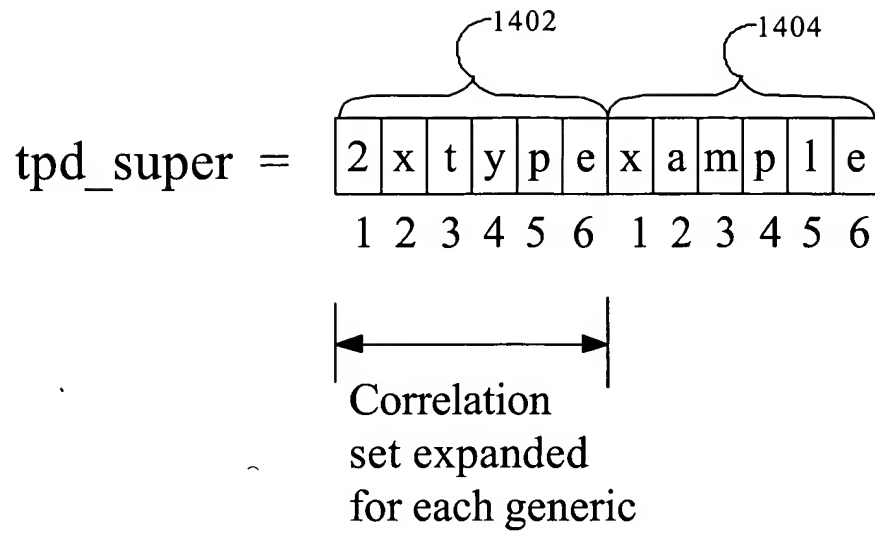 1402 1404
tpd_super = 2 x t y p e x a m p l e
1 2 3 4 5 6 1 2 3 4 5 6
Correlation
set expanded
for each generic